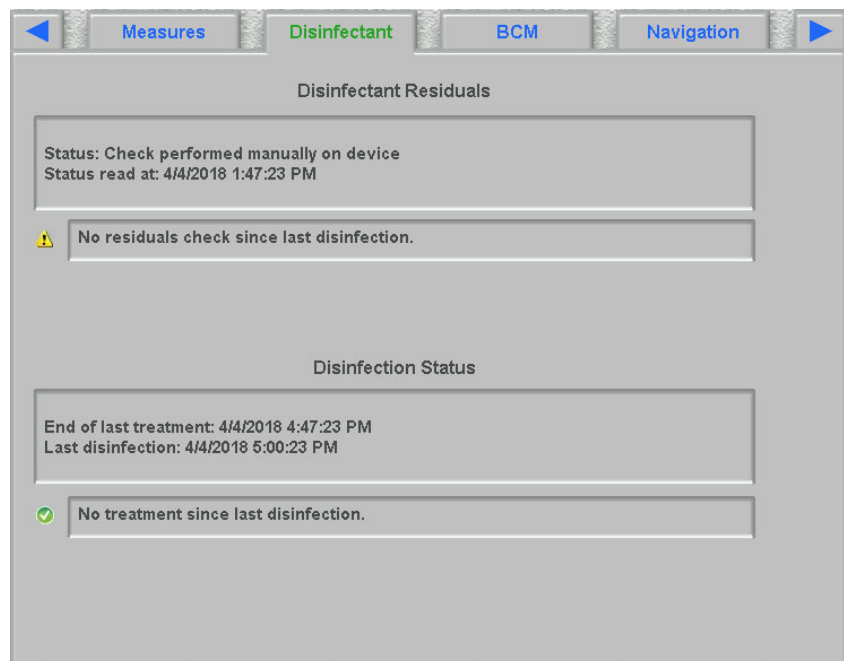 Measures
Disinfectant
BCM
Navigation
Disinfectant Residuals
Status: Check performed manually on device
Status read at: 4/4/2018 1:47:23 PM
No residuals check since last disinfection.
Disinfection Status
End of last treatment: 4/4/2018 4:47:23 PM
Last disinfection: 4/4/2018 5:00:23 PM
No treatment since last disinfection.